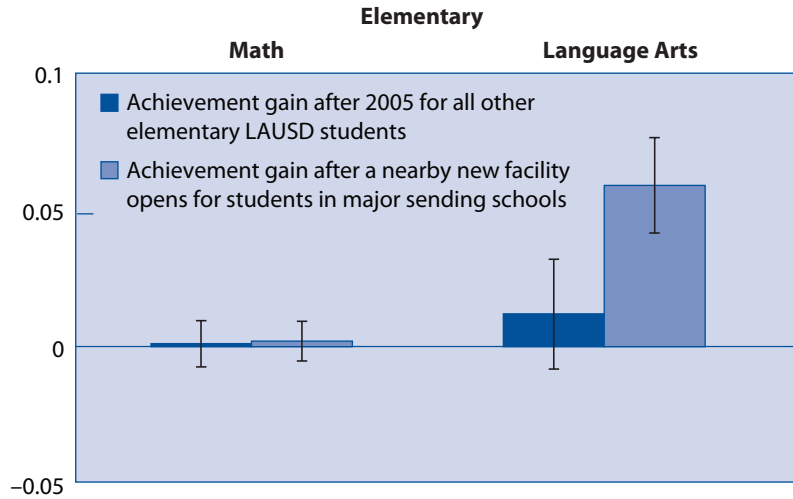 Elementary
Math
Language Arts
0.1
Achievement gain after 2005 for all other
elementary LAUSD students
Achievement gain after a nearby new facility
opens for students in major sending schools
0.05
0
–0.05